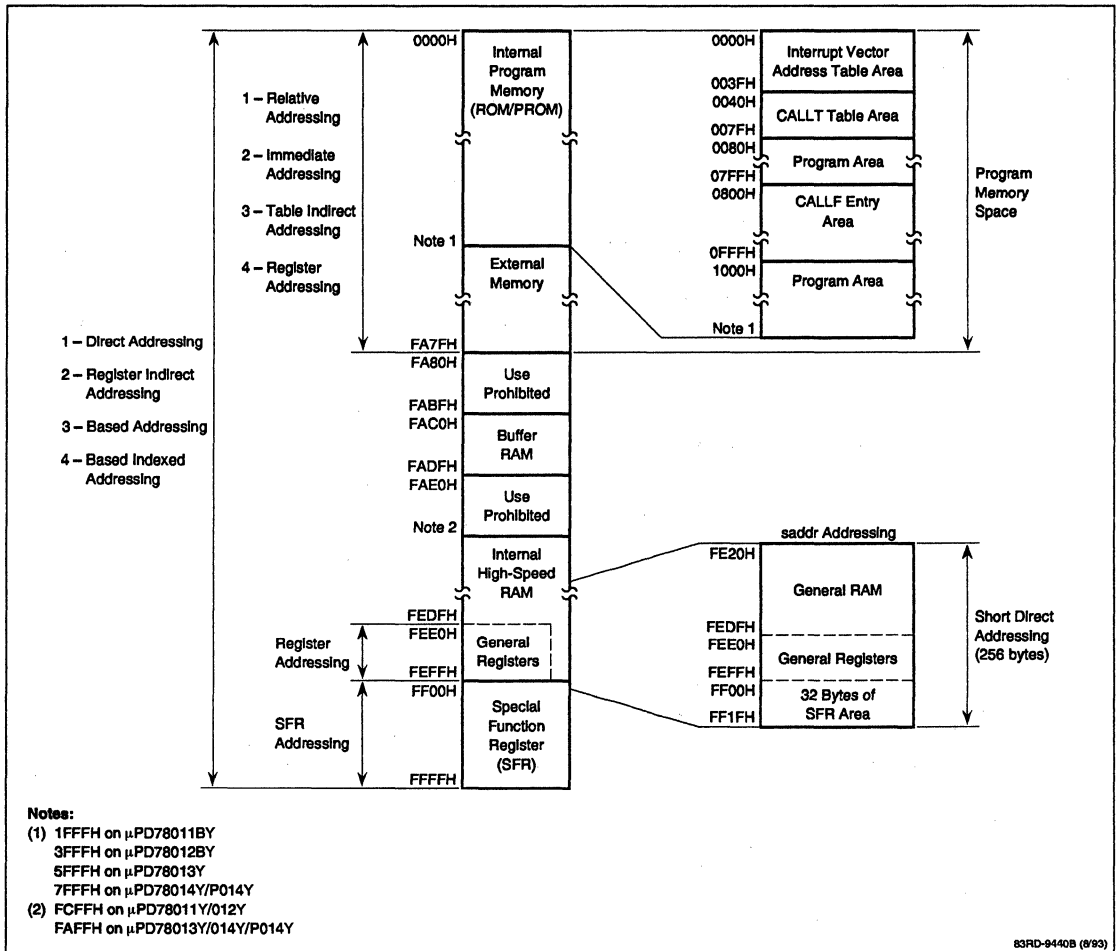 1 – Direct Addressing
2 – Register Indirect
Addressing
3 – Based Addressing
4 – Based Indexed
Addressing
1 – Relative
Addressing
2 – Immediate
Addressing
3 – Table Indirect
Addressing
4 – Register
Addressing
Register
Addressing
SFR
Addressing
0000H
Internal
Program
Memory
(ROM/PROM)
Note 1
External
Memory
FA7FH
FA80H
Use
Prohibited
FABFH
FAC0H
Buffer
RAM
FADFH
FAE0H
Use
Prohibited
Note 2
Internal
High-Speed
RAM
FEDFH
FEE0H
General
Registers
FEFFH
FF00H
Special
Function
Register
(SFR)
FFFFH
0000H
Interrupt Vector
Address Table Area
003FH
0040H
CALLT Table Area
007FH
0080H
Program Area
07FFH
0800H
CALLF Entry
Area
0FFFH
1000H
Program Area
Note 1
Program
Memory
Space
saddr Addressing
FE20H
General RAM
FEDFH
FEE0H
General Registers
FEFFH
FF00H
32 Bytes of
SFR Area
FF1FH
Short Direct
Addressing
(256 bytes)
Notes:
(1) 1FFFH on μPD78011BY
3FFFH on μPD78012BY
5FFFH on μPD78013Y
7FFFH on μPD78014Y/P014Y
(2) FCFFH on μPD78011Y/012Y
FAFFH on μPD78013Y/014Y/P014Y
83RD-9440B (8/93)